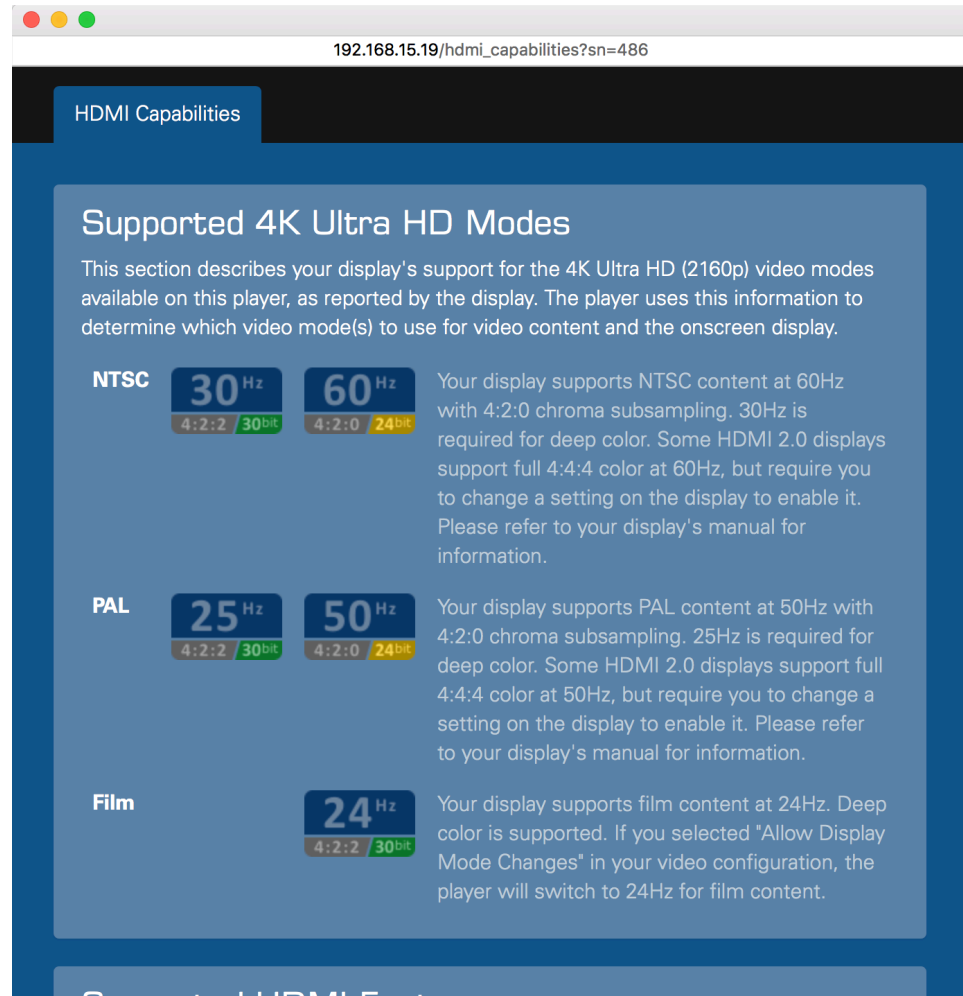 192.168.15.19/hdmi_capabilities?sn=486
HDMI Capabilities
Supported 4K Ultra HD Modes
This section describes your display's support for the 4K Ultra HD (2160p) video modes
available on this player, as reported by the display. The player uses this information to
determine which video mode(s) to use for video content and the onscreen display.
NTSC
30Hz
4:2:2 30bit
60Hz
4:2:0 24bit
Your display supports NTSC content at 60Hz
with 4:2:0 chroma subsampling. 30Hz is
required for deep color. Some HDMI 2.0 displays
support full 4:4:4 color at 60Hz, but require you
to change a setting on the display to enable it.
Please refer to your display's manual for
information.
PAL
25Hz
4:2:2 30bit
50Hz
4:2:0 24bit
Your display supports PAL content at 50Hz with
4:2:0 chroma subsampling. 25Hz is required for
deep color. Some HDMI 2.0 displays support full
4:4:4 color at 50Hz, but require you to change a
setting on the display to enable it. Please refer
to your display's manual for information.
Film
24Hz
4:2:2 30bit
Your display supports film content at 24Hz. Deep
color is supported. If you selected "Allow Display
Mode Changes" in your video configuration, the
player will switch to 24Hz for film content.